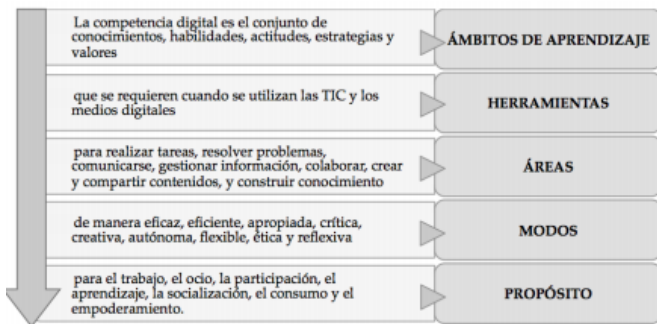 La competencia digital es el conjunto de
conocimientos, habilidades, actitudes, estrategias y
valores
ÁMBITOS DE APRENDIZAJE
que se requieren cuando se utilizan las TIC y los
medios digitales
HERRAMIENTAS
para realizar tareas, resolver problemas,
comunicarse, gestionar información, colaborar, crear
y compartir contenidos, y construir conocimiento
ÁREAS
de manera eficaz, eficiente, apropiada, crítica,
creativa, autónoma, flexible, ética y reflexiva
MODOS
para el trabajo, el ocio, la participación, el
aprendizaje, la socialización, el consumo y el
empoderamiento.
PROPÓSITO